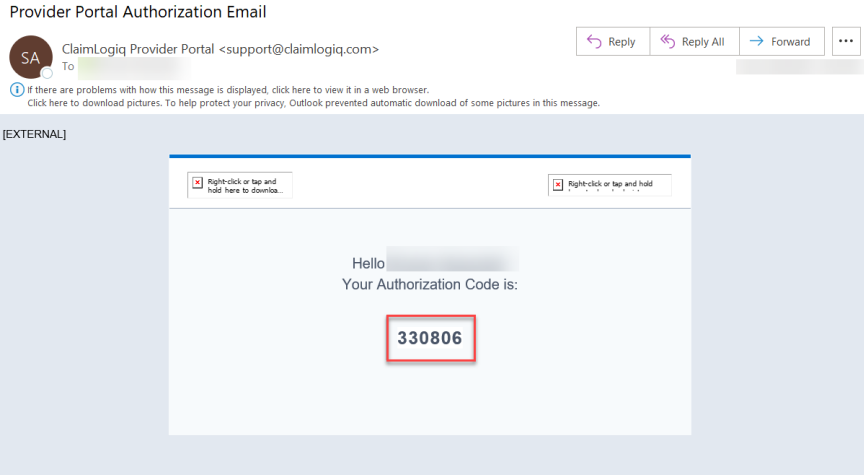 Provider Portal Authorization Email
SA
ClaimLogiq Provider Portal <support@claimlogiq.com>
To
Reply
Reply All
Forward
If there are problems with how this message is displayed, click here to view it in a web browser.
Click here to download pictures. To help protect your privacy, Outlook prevented automatic download of some pictures in this message.
[EXTERNAL]
Right-click or tap and
hold here to downloa...
Right-click or tap and hold
Hello
Your Authorization Code is:
330806